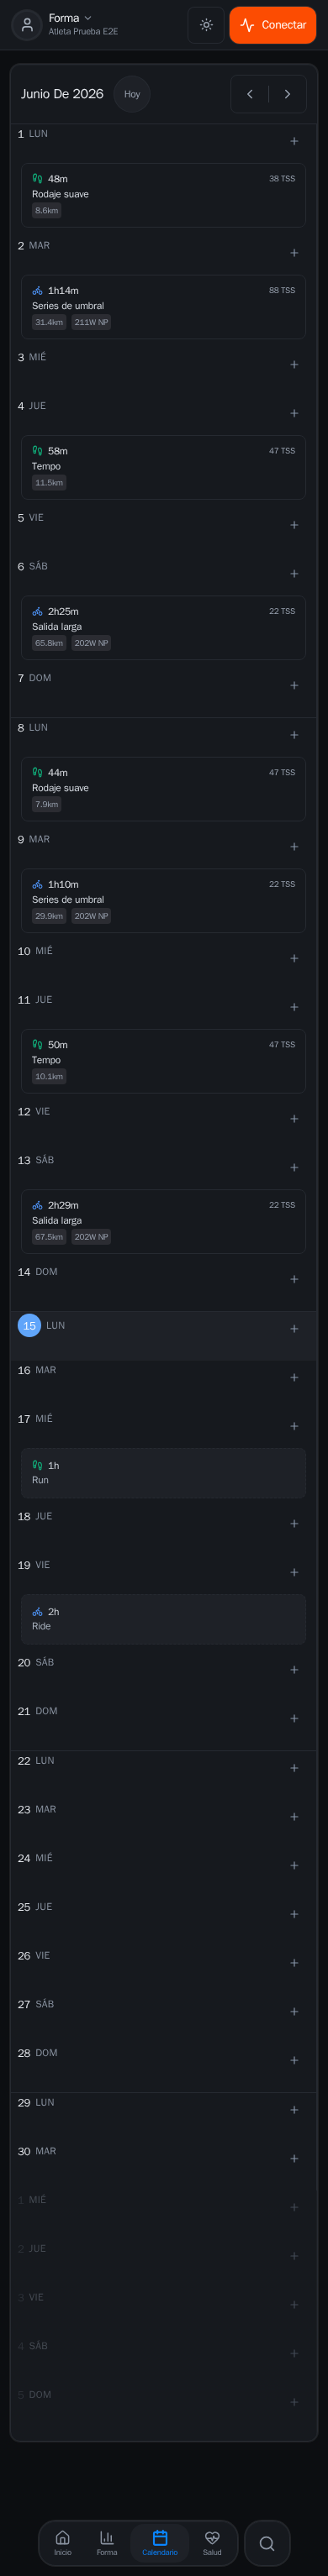 Forma
Atleta Prueba E2E
Conectar
Junio De 2026
Hoy
1 LUN
48m
38 TSS
Rodaje suave
8.6km
2 MAR
1h14m
88 TSS
Series de umbral
31.4km 211W NP
3 MIÉ
4 JUE
58m
47 TSS
Tempo
11.5km
5 VIE
6 SÁB
2h25m
22 TSS
Salida larga
65.8km 202W NP
7 DOM
8 LUN
44m
47 TSS
Rodaje suave
7.9km
9 MAR
1h10m
22 TSS
Series de umbral
29.9km 202W NP
10 MIÉ
11 JUE
50m
47 TSS
Tempo
10.1km
12 VIE
13 SÁB
2h29m
22 TSS
Salida larga
67.5km 202W NP
14 DOM
15 LUN
16 MAR
17 MIÉ
1h
Run
18 JUE
19 VIE
2h
Ride
20 SÁB
21 DOM
22 LUN
23 MAR
24 MIÉ
25 JUE
26 VIE
27 SÁB
28 DOM
29 LUN
30 MAR
1 MIÉ
2 JUE
3 VIE
4 SÁB
5 DOM
Inicio
Forma
Calendario
Salud